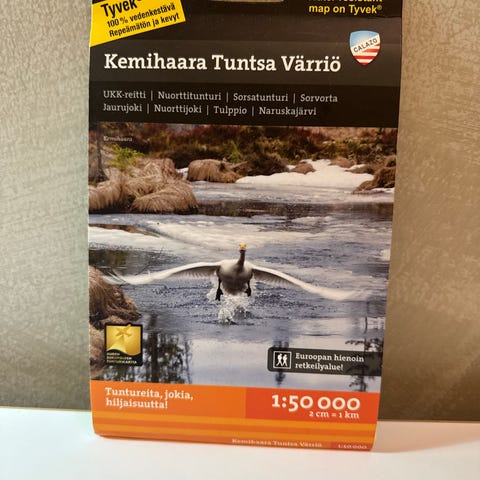 Tyvek®
100% vedenkestävä
Repeämätön ja kevyt
map on Tyvek®
Kemihaara Tuntsa Värriö
CALAZO
UKK-reitti | Nuorttitunturi | Sorsatunturi | Sorvorta
Jaurujoki | Nuorttijoki | Tulppio | Naruskajärvi
Kemihaara
Euroopan hienoin
retkeilyalue!
Tuntureita, jokia,
hiljaisuutta!
1:50 000
2 cm = 1 km
Kemihaara Tuntsa Värriö 1:50 000